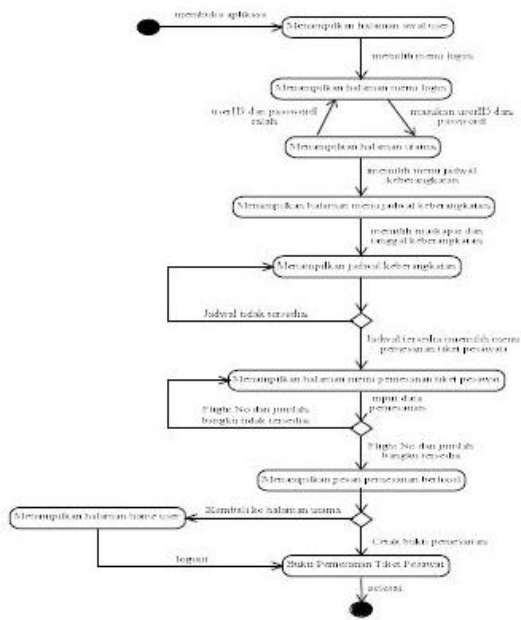 membuka aplikasi
Menampilkan halaman awal user
memilih menu login
Menampilkan halaman menu login
userID dan password
salah
masukan userID dan
password
Menampilkan halaman utama
memilih menu jadwal
keberangkatan
Menampilkan halaman menu jadwal keberangkatan
memilih maskapai dan
tanggal keberangkatan
Menampilkan jadwal keberangkatan
Jadwal tidak tersedia
Jadwal tersedia (memilih menu
pemesanan tiket pesawat)
Menampilkan halaman menu pemesanan tiket pesawat
input data
pemesanan
Flight No dan jumlah
bangku tidak tersedia
Flight No dan jumlah
bangku tersedia
Menampilkan pesan pemesanan berhasil
Kembali ke halaman utama
Menampilkan halaman home user
Cetak bukti pemesanan
logout
Bukti Pemesanan Tiket Pesawat
selesai